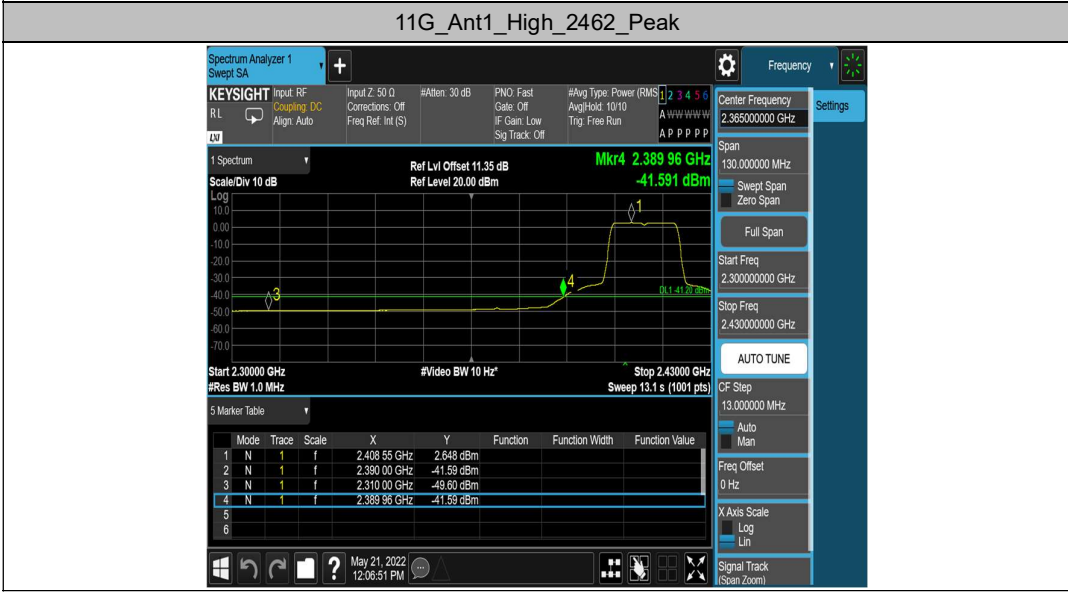 11G_Ant1_High_2462_Peak
Spectrum Analyzer 1
Swept SA
Frequency
KEYSIGHT
RL
LXI
Input: RF
Coupling: DC
Align: Auto
Input Z: 50 Ω
Corrections: Off
Freq Ref: Int (S)
#Atten: 30 dB
PNO: Fast
Gate: Off
IF Gain: Low
Sig Track: Off
#Avg Type: Power (RMS
Avg|Hold: 10/10
Trig: Free Run
1 2 3 4 5 6
A W W W W W
A P P P P P
Center Frequency
2.365000000 GHz
Settings
Span
130.000000 MHz
Swept Span
Zero Span
Full Span
Start Freq
2.300000000 GHz
Stop Freq
2.430000000 GHz
AUTO TUNE
CF Step
13.000000 MHz
Auto
Man
Freq Offset
0 Hz
X Axis Scale
Log
Lin
Signal Track
(Span Zoom)
1 Spectrum
Scale/Div 10 dB
Ref Lvl Offset 11.35 dB
Ref Level 20.00 dBm
Mkr4 2.389 96 GHz
-41.591 dBm
Log
10.0
0.00
-10.0
-20.0
-30.0
-40.0
-50.0
-60.0
-70.0
1
3
4
DL1 -41.20 dBm
Start 2.30000 GHz
#Res BW 1.0 MHz
#Video BW 10 Hz*
Stop 2.43000 GHz
Sweep 13.1 s (1001 pts)
5 Marker Table
Mode Trace Scale X Y Function Function Width Function Value
1 N 1 f 2.408 55 GHz 2.648 dBm
2 N 1 f 2.390 00 GHz -41.59 dBm
3 N 1 f 2.310 00 GHz -49.60 dBm
4 N 1 f 2.389 96 GHz -41.59 dBm
5
6
?
May 21, 2022
12:06:51 PM